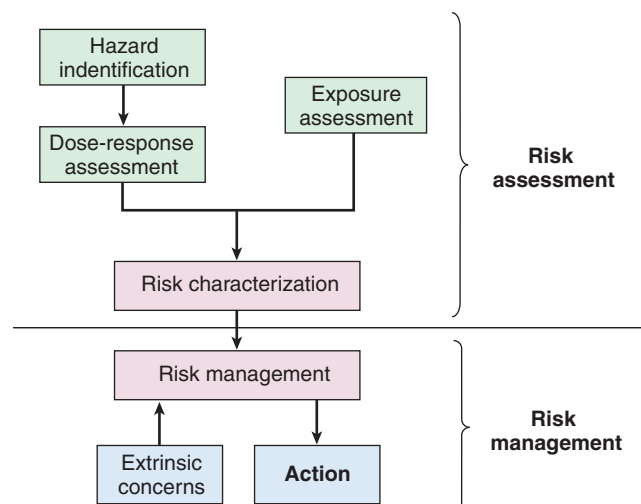 Hazard
indentification
Exposure
assessment
Dose-response
assessment
Risk
assessment
Risk characterization
Risk management
Risk
management
Extrinsic
concerns
Action